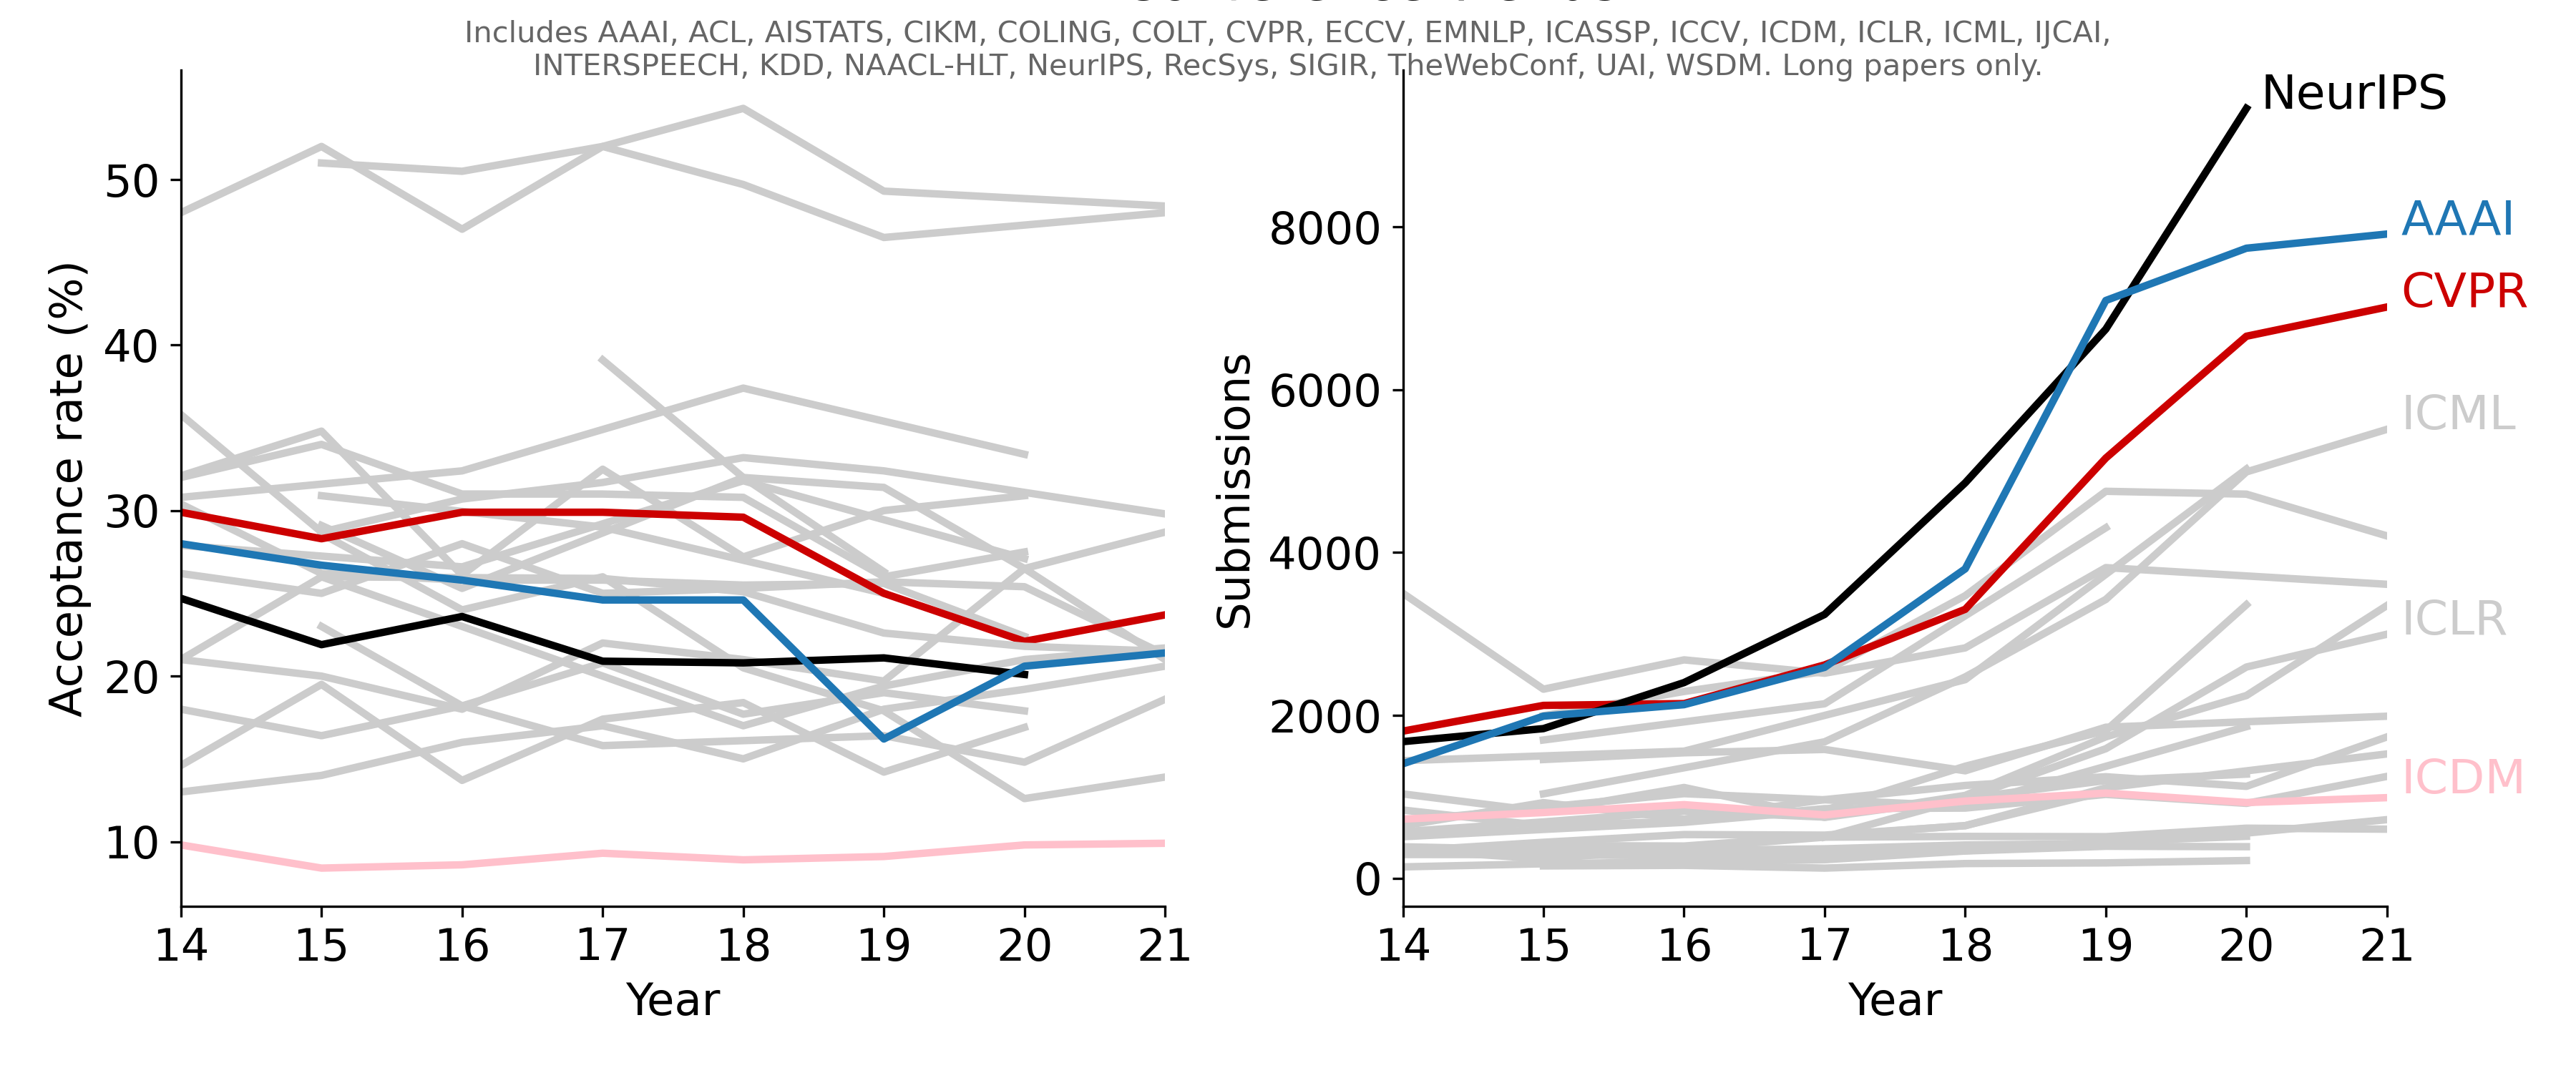 Includes AAAI, ACL, AISTATS, CIKM, COLING, COLT, CVPR, ECCV, EMNLP, ICASSP, ICCV, ICDM, ICLR, ICML, IJCAI,
INTERSPEECH, KDD, NAACL-HLT, NeurIPS, RecSys, SIGIR, TheWebConf, UAI, WSDM. Long papers only.
Acceptance rate (%)
50
40
30
20
10
14 15 16 17 18 19 20 21
Year
Submissions
8000
6000
4000
2000
0
14 15 16 17 18 19 20 21
Year
NeurIPS
AAAI
CVPR
ICML
ICLR
ICDM